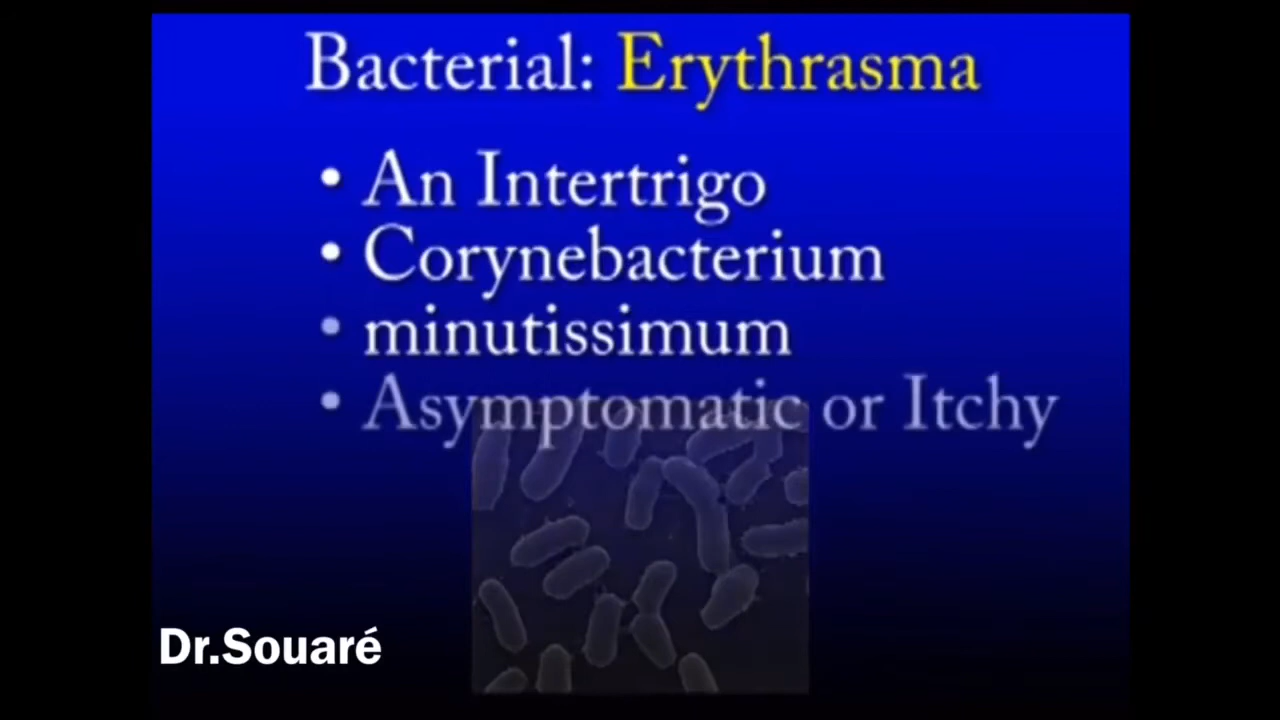 Bacterial: Erythrasma
• An Intertrigo
• Corynebacterium
• minutissimum
• Asymptomatic or Itchy
Dr.Souaré